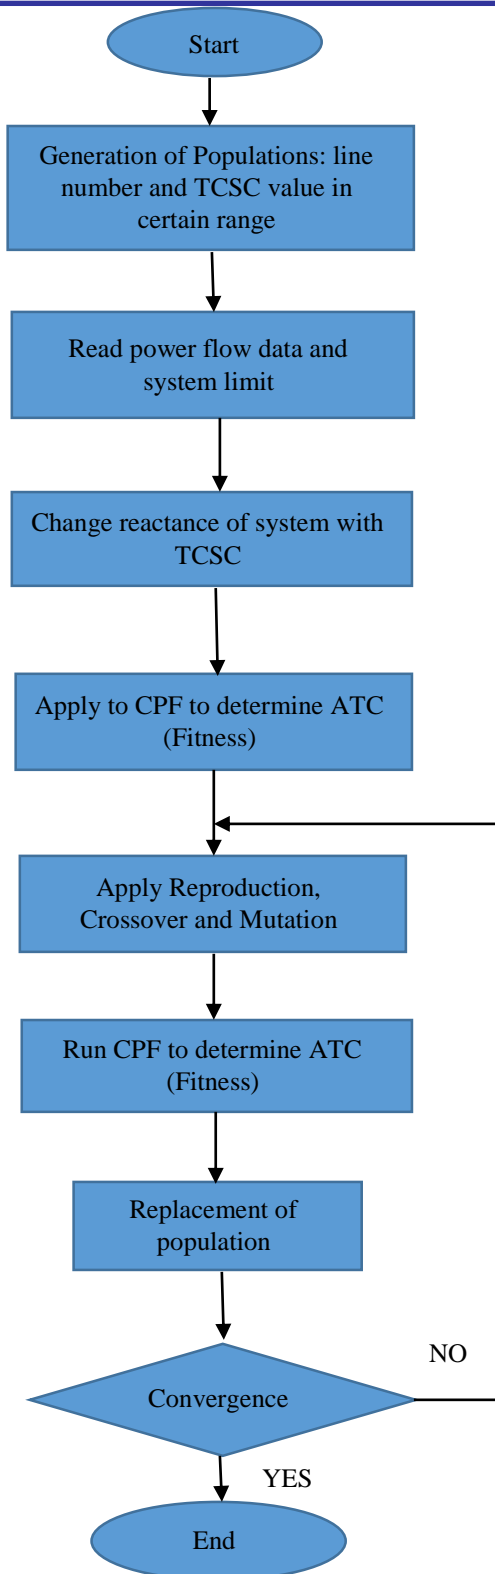 Start
Generation of Populations: line
number and TCSC value in
certain range
Read power flow data and
system limit
Change reactance of system with
TCSC
Apply to CPF to determine ATC
(Fitness)
Apply Reproduction,
Crossover and Mutation
Run CPF to determine ATC
(Fitness)
Replacement of
population
NO
Convergence
YES
End